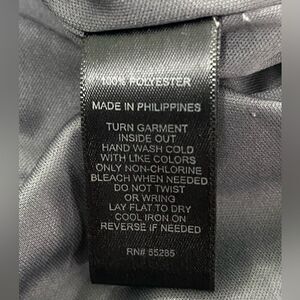 100% POLYESTER
MADE IN PHILIPPINES
TURN GARMENT
INSIDE OUT
HAND WASH COLD
WITH LIKE COLORS
ONLY NON-CHLORINE
BLEACH WHEN NEEDED
DO NOT TWIST
OR WRING
LAY FLAT TO DRY
COOL IRON ON
REVERSE IF NEEDED
RN# 55285